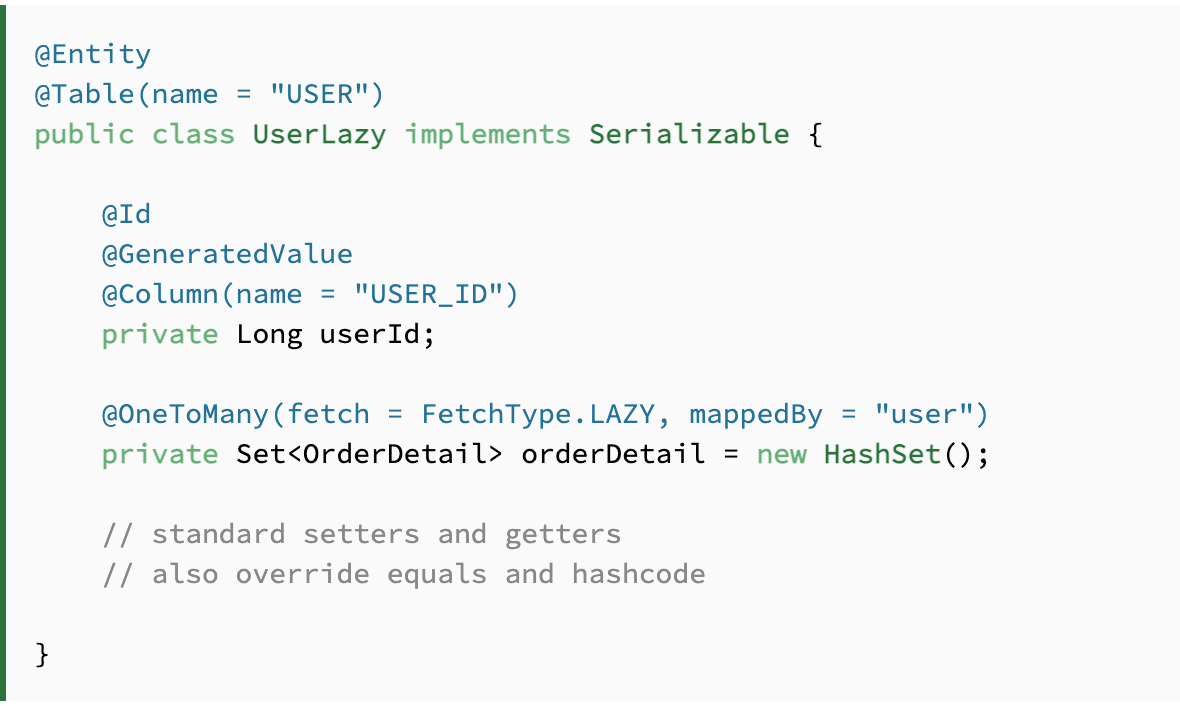 @Entity
@Table(name = "USER")
public class UserLazy implements Serializable {
@Id
@GeneratedValue
@Column(name = "USER_ID")
private Long userId;
@OneToMany(fetch = FetchType.LAZY, mappedBy = "user")
private Set<OrderDetail> orderDetail = new HashSet();
// standard setters and getters
// also override equals and hashcode
}